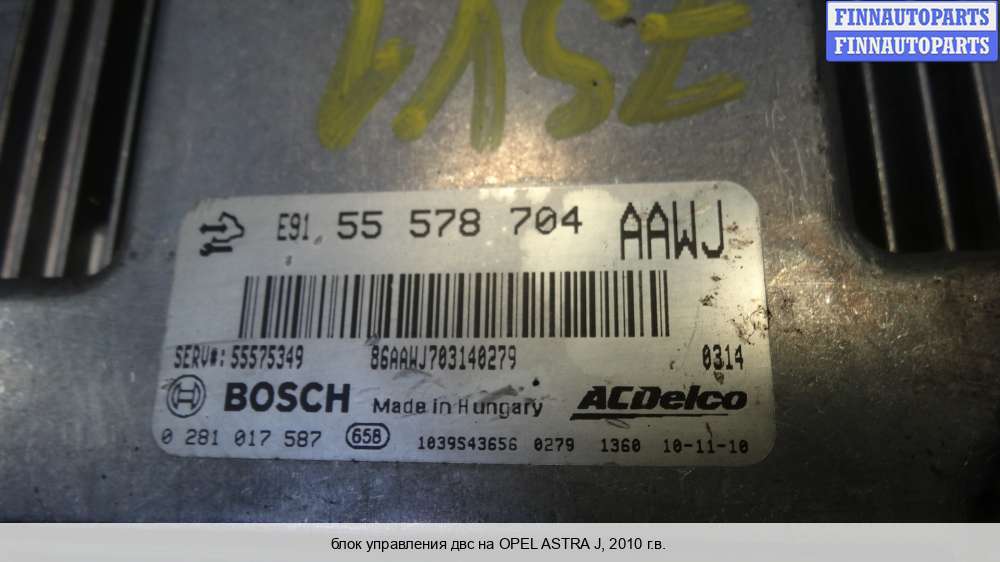 FINNAUTOPARTS
FINNAUTOPARTS
75V1
E91 55 578 704 AAWJ
SERV#: 55575349 86AAWJ703140279 0314
BOSCH Made in Hungary ACDelco
0 281 017 587 658 1039S43656 0279 1360 10-11-10
блок управления двс на OPEL ASTRA J, 2010 г.в.